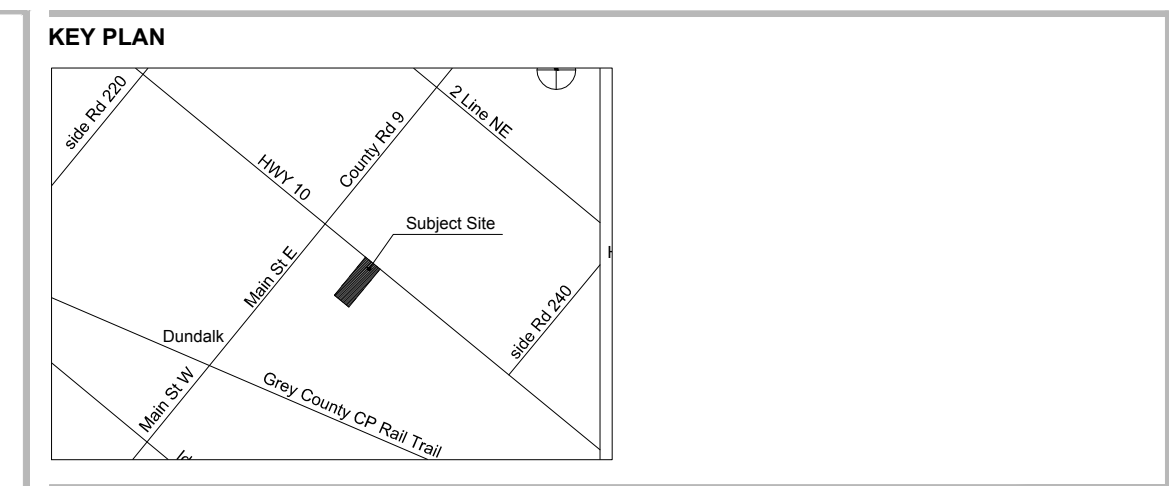 KEY PLAN
side Rd 220
2 Line NE
County Rd 9
HWY 10
Subject Site
Main St E
side Rd 240
Dundalk
Main St W
Grey County CP Rail Trail